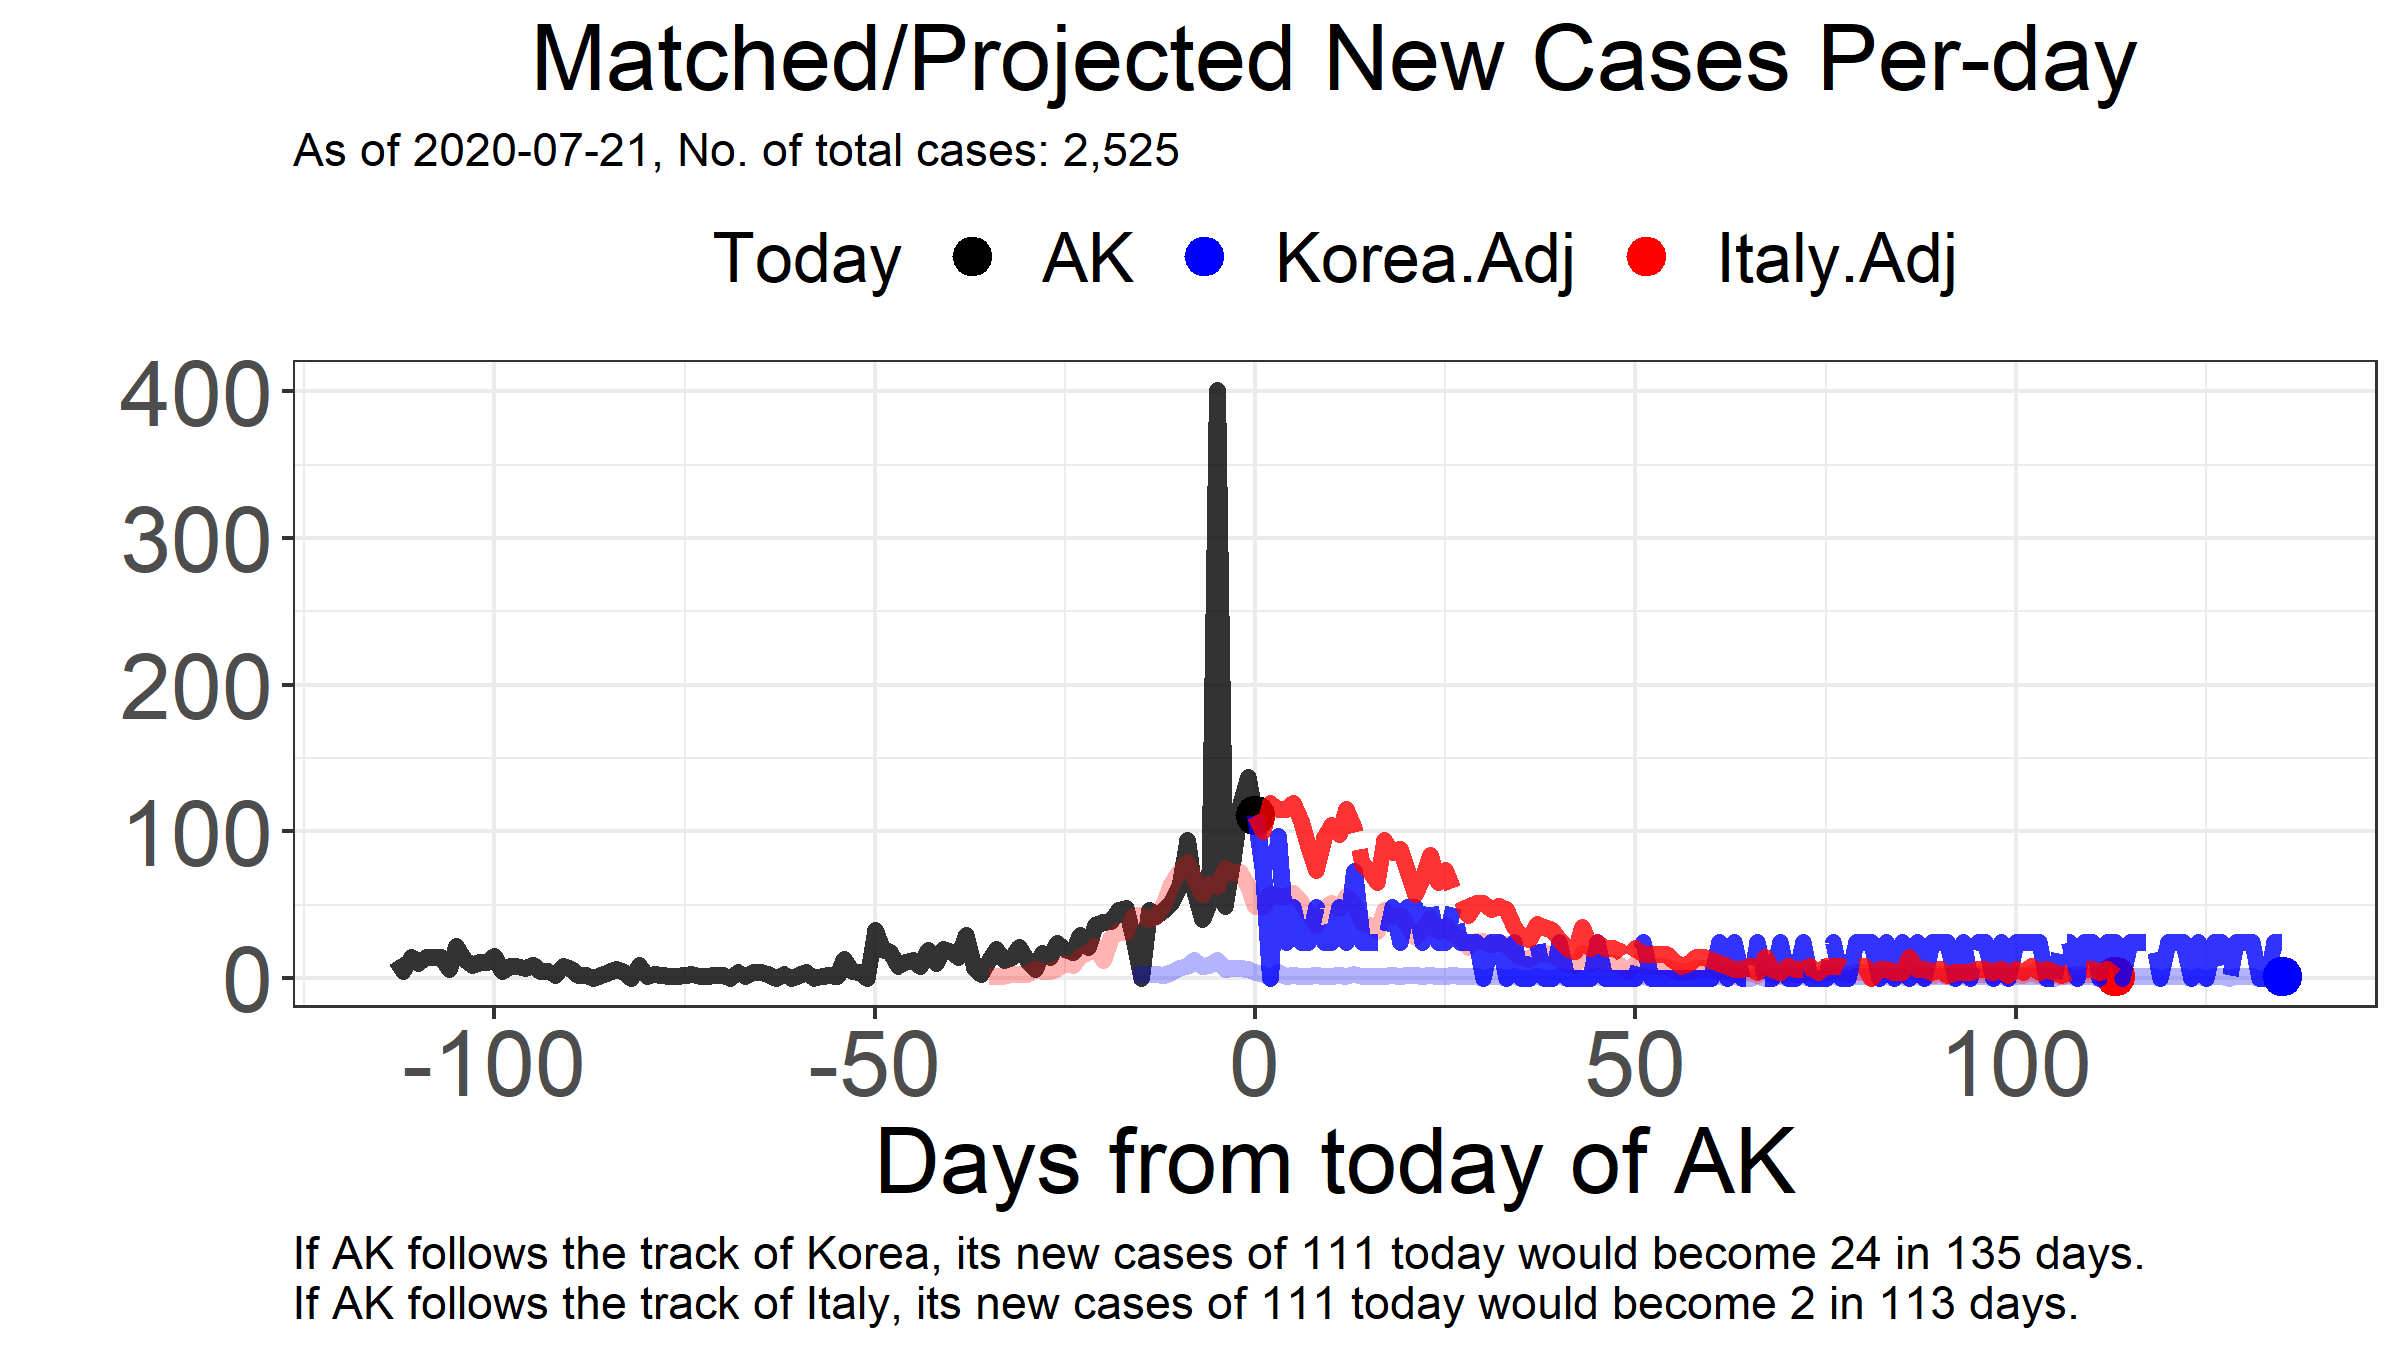 Matched/Projected New Cases Per-day
As of 2020-07-21, No. of total cases: 2,525
Today AK Korea.Adj Italy.Adj
400
300
200
100
0
-100 -50 0 50 100
Days from today of AK
If AK follows the track of Korea, its new cases of 111 today would become 24 in 135 days.
If AK follows the track of Italy, its new cases of 111 today would become 2 in 113 days.